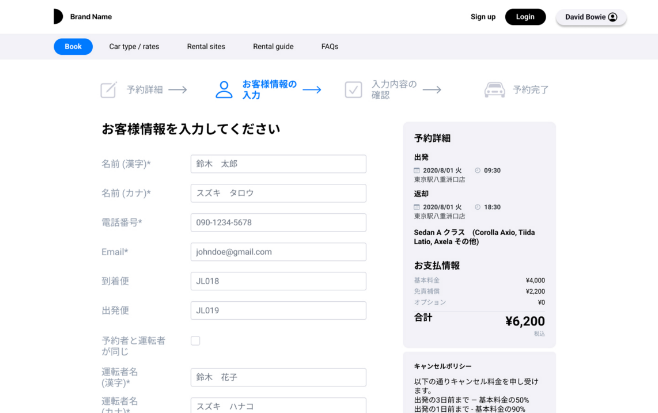 Brand Name
Sign up
Login
David Bowie
Book
Car type / rates
Rental sites
Rental guide
FAQs
予約詳細
お客様情報の
入力
入力内容の
確認
予約完了
お客様情報を入力してください
名前 (漢字)*
鈴木 太郎
名前 (カナ)*
スズキ タロウ
電話番号*
090-1234-5678
Email*
johndoe@gmail.com
到着便
JL018
出発便
JL019
予約者と運転者
が同じ
運転者名
(漢字)*
鈴木 花子
運転者名
(カナ)*
スズキ ハナコ
予約詳細
出発
2020/8/01 火 09:30
東京駅八重洲口店
返却
2020/8/01 火 18:30
東京駅八重洲口店
Sedan A クラス (Corolla Axio, Tiida
Latio, Axela その他)
お支払情報
基本料金 ¥4,000
免責補償 ¥2,200
オプション ¥0
合計 ¥6,200
税込
キャンセルポリシー
以下の通りキャンセル料金を申し受け
ます。
出発の3日前まで – 基本料金の50%
出発の1日前まで - 基本料金の90%